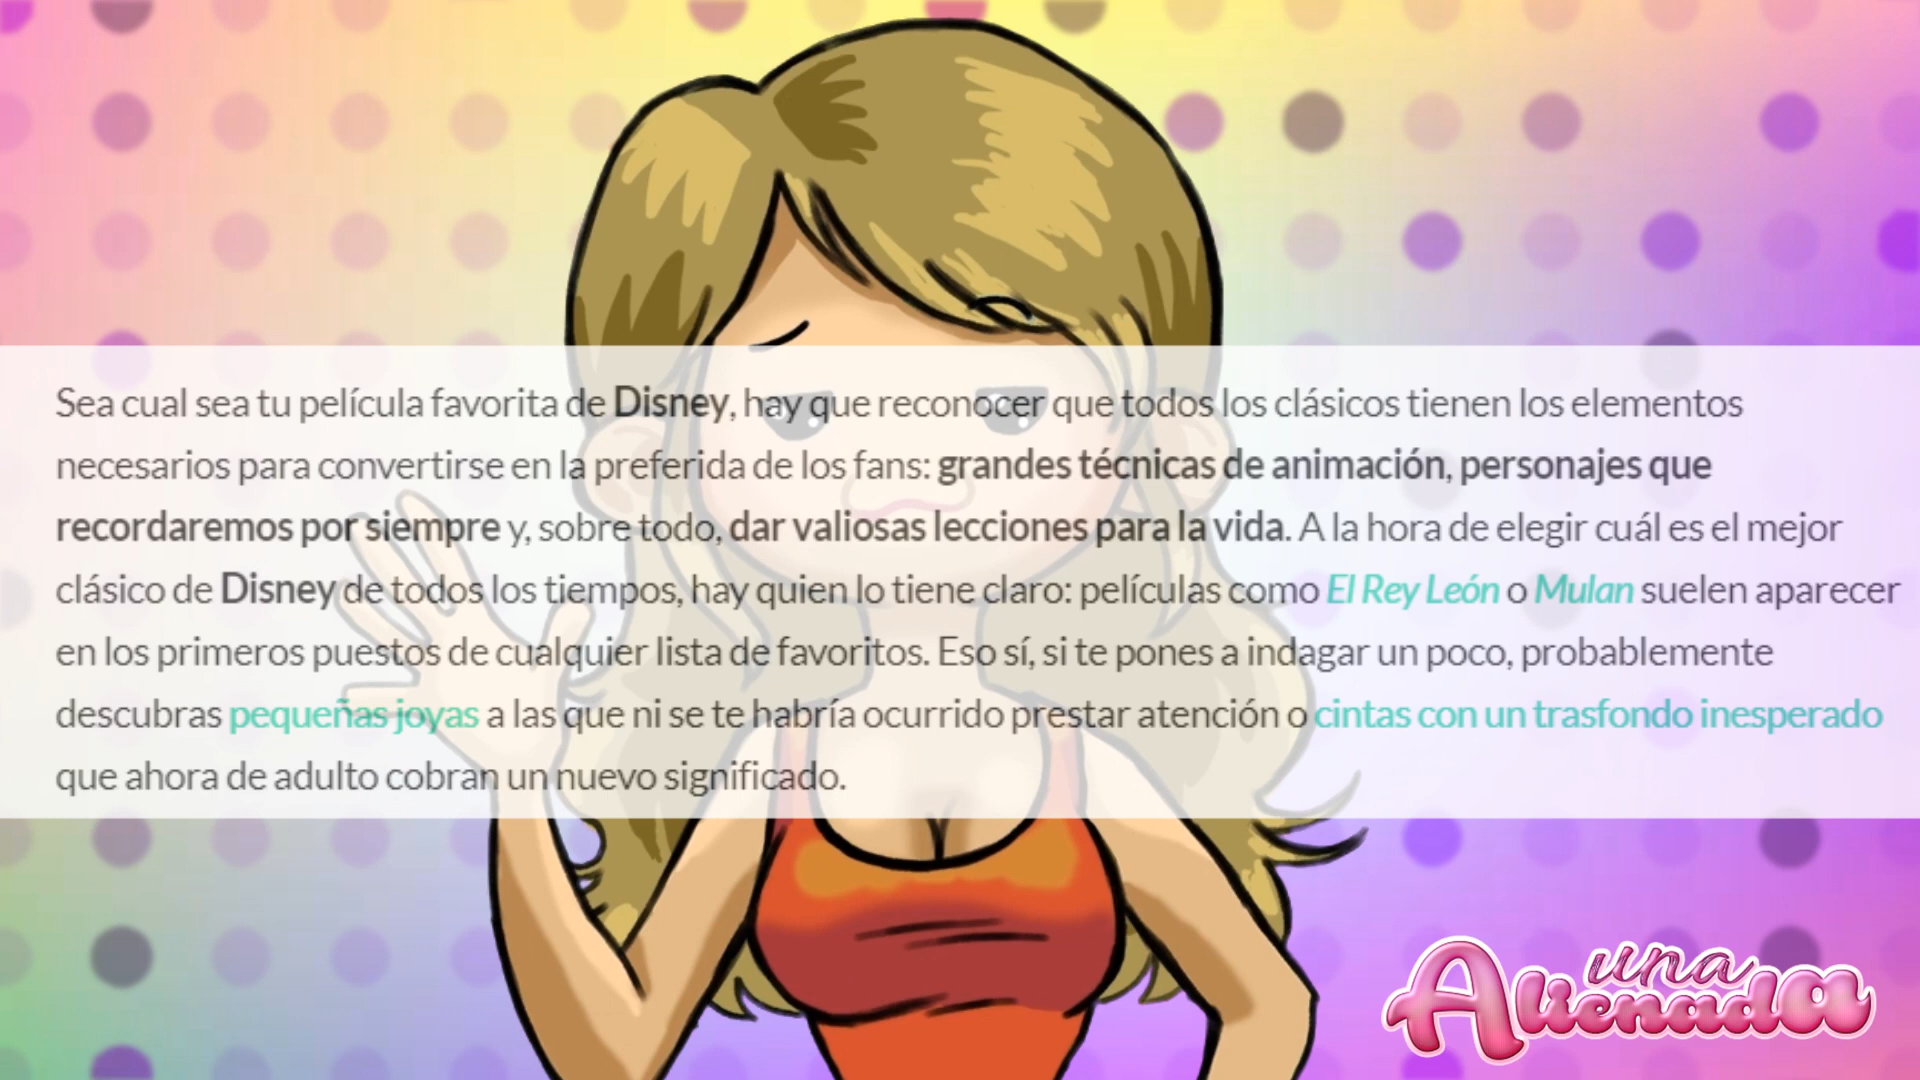 Sea cual sea tu película favorita de Disney, hay que reconocer que todos los clásicos tienen los elementos
necesarios para convertirse en la preferida de los fans: grandes técnicas de animación, personajes que
recordaremos por siempre y, sobre todo, dar valiosas lecciones para la vida. A la hora de elegir cuál es el mejor
clásico de Disney de todos los tiempos, hay quien lo tiene claro: películas como El Rey León o Mulan suelen aparecer
en los primeros puestos de cualquier lista de favoritos. Eso sí, si te pones a indagar un poco, probablemente
descubras pequeñas joyas a las que ni se te habría ocurrido prestar atención o cintas con un trasfondo inesperado
que ahora de adulto cobran un nuevo significado.
una
Alienada